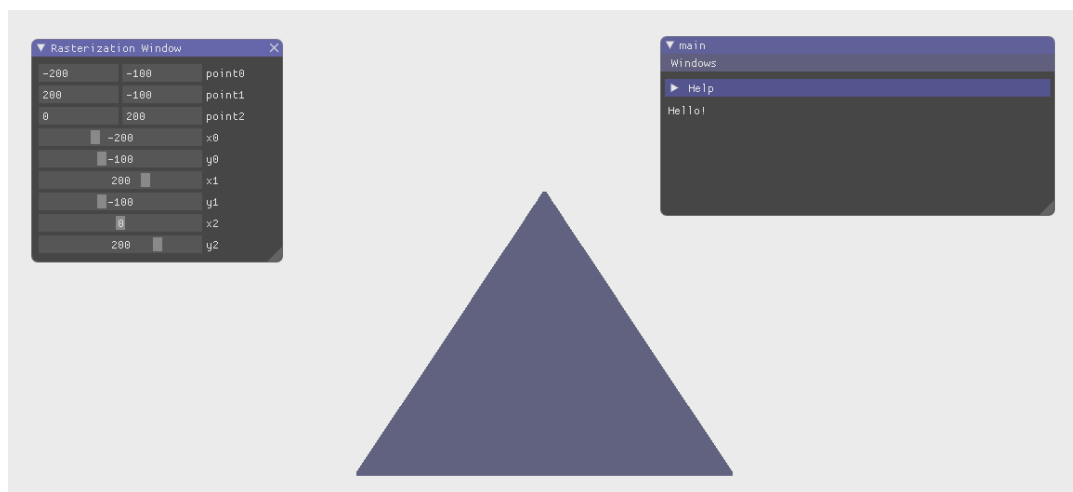 Rasterization Window
-200 -100 point0
200 -100 point1
0 200 point2
-200 x0
-100 y0
200 x1
-100 y1
0 x2
200 y2
main
Windows
Help
Hello!